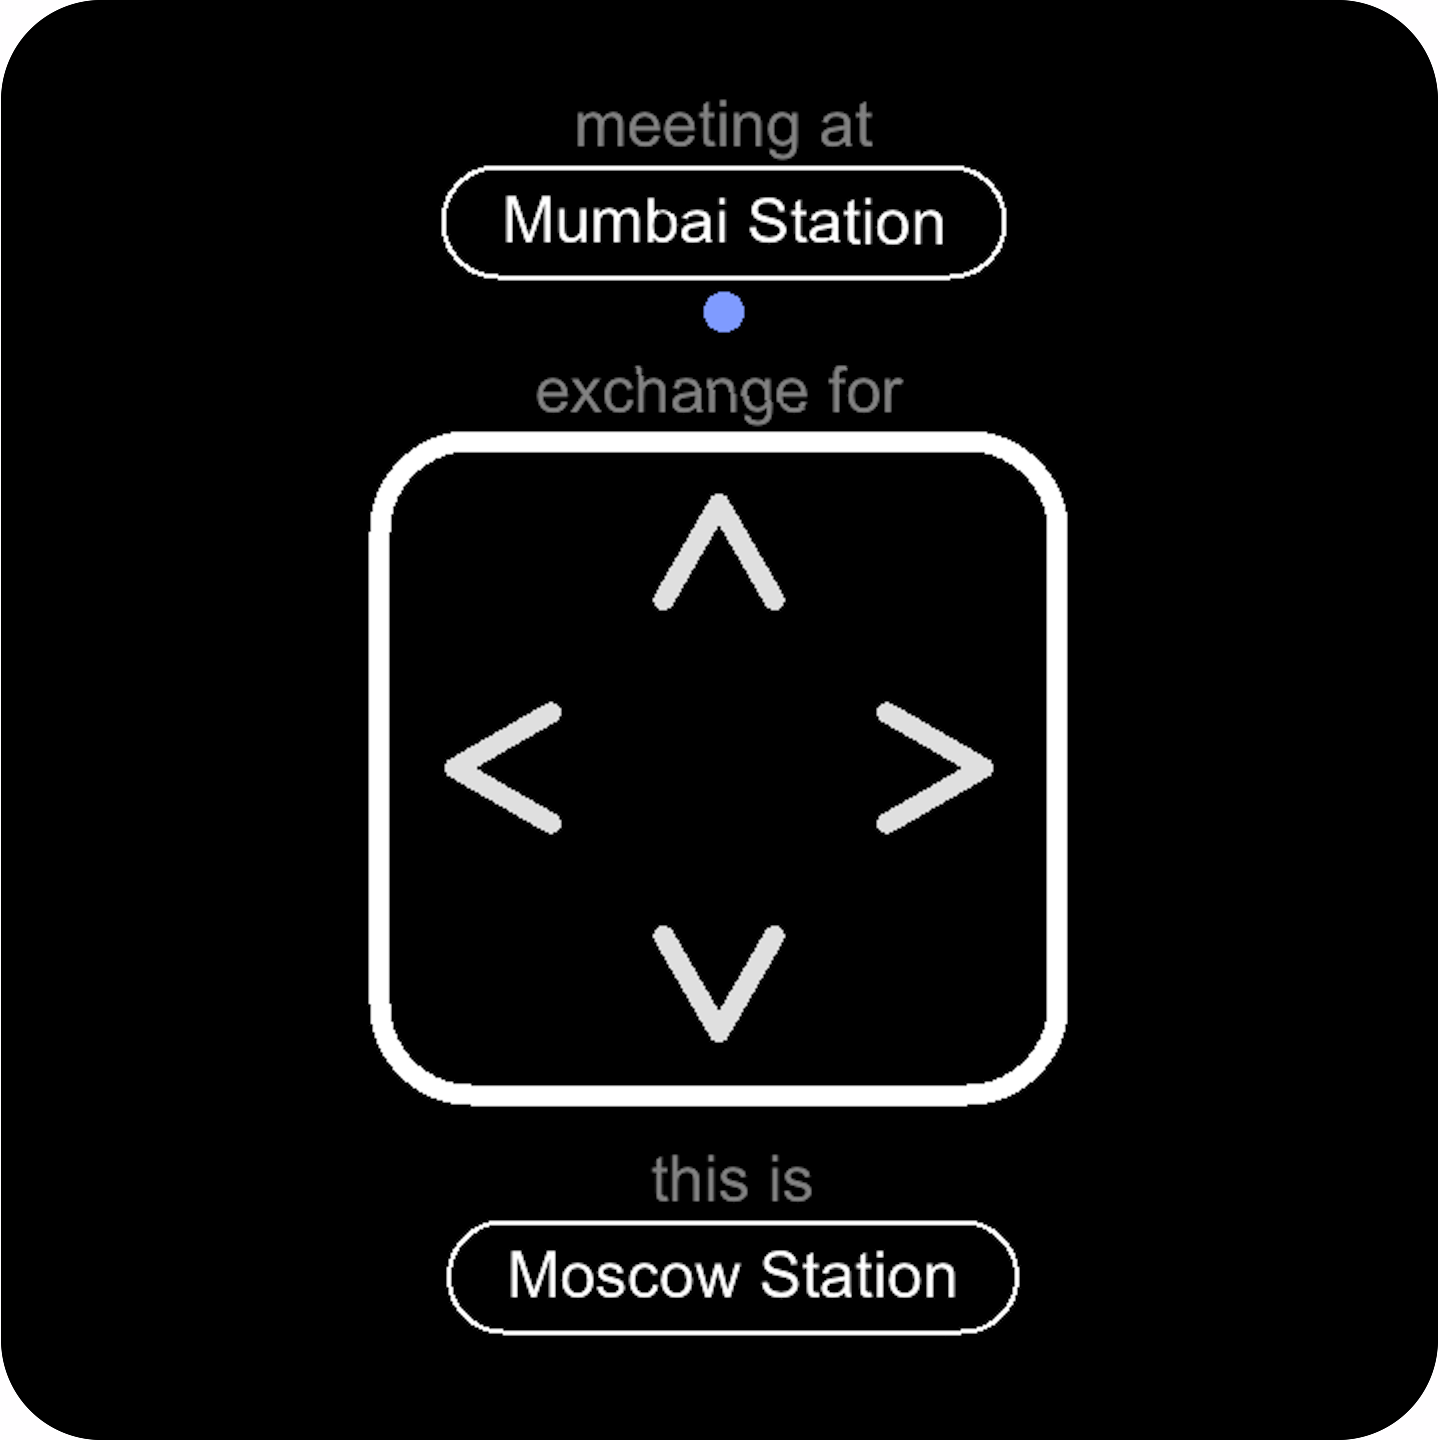 meeting at
Mumbai Station
exchange for
this is
Moscow Station